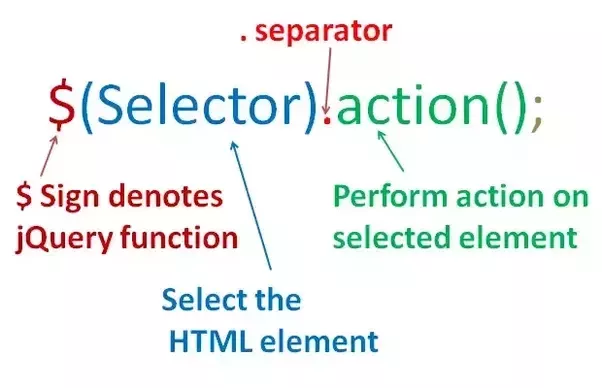 . separator
$(Selector).action();
$ Sign denotes
jQuery function
Perform action on
selected element
Select the
HTML element